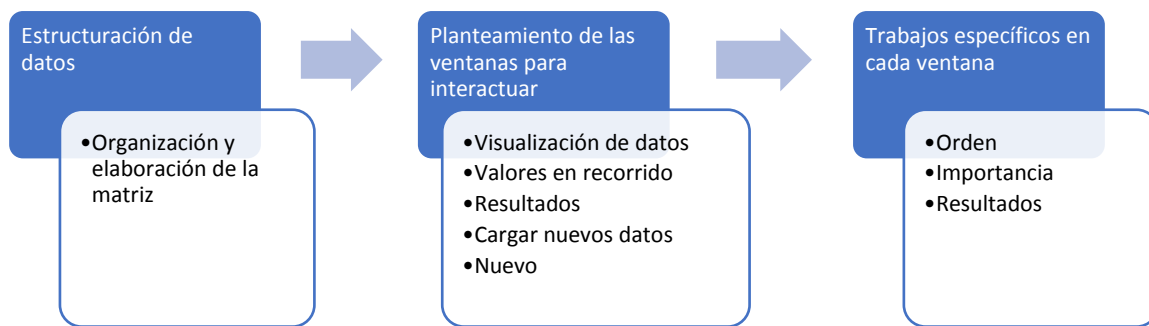 Estructuración de
datos
•Organización y
elaboración de la
matriz
Planteamiento de las
ventanas para
interactuar
•Visualización de datos
•Valores en recorrido
•Resultados
•Cargar nuevos datos
•Nuevo
Trabajos específicos en
cada ventana
•Orden
•Importancia
•Resultados